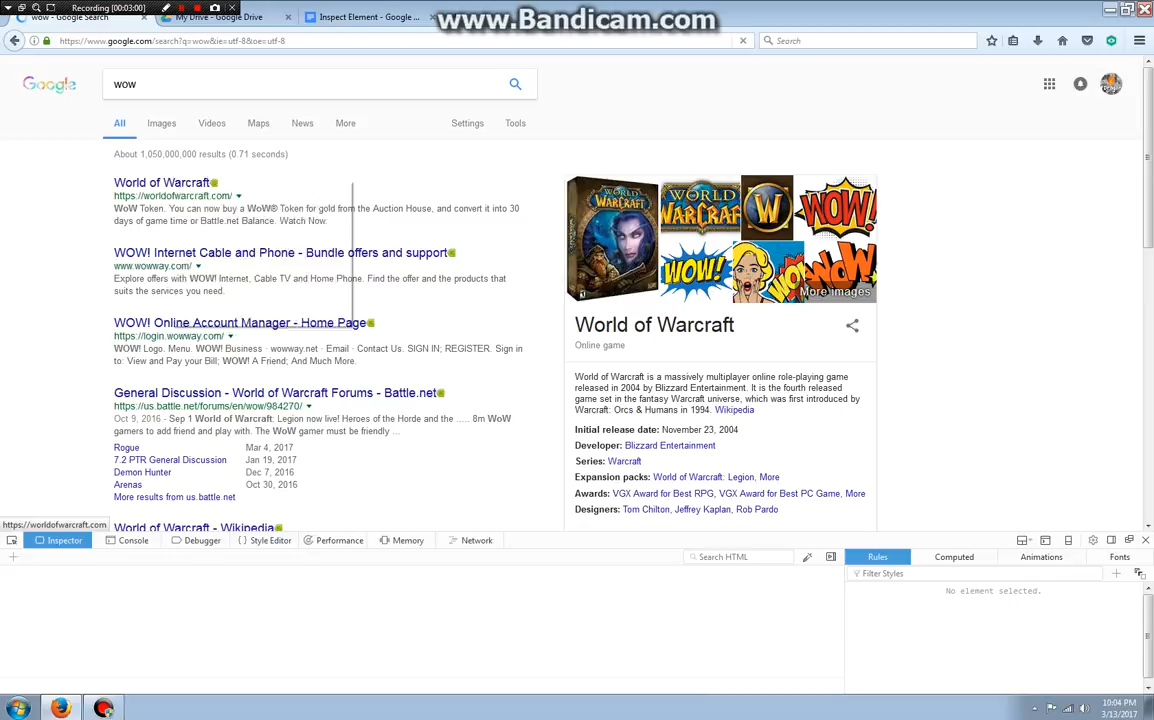 Recording [00:03:00]
www.Bandicam.com
wow - Google Search
My Drive - Google Drive
Inspect Element - Google ...
https://www.google.com/search?q=wow&ie=utf-8&oe=utf-8
Search
Google
wow
All Images Videos Maps News More Settings Tools
About 1,050,000,000 results (0.71 seconds)
World of Warcraft
https://worldofwarcraft.com/
WoW Token. You can now buy a WoW® Token for gold from the Auction House, and convert it into 30
days of game time or Battle.net Balance. Watch Now.
WOW! Internet Cable and Phone - Bundle offers and support
www.wowway.com/
Explore offers with WOW! Internet, Cable TV and Home Phone. Find the offer and the products that
suits the services you need.
WOW! Online Account Manager - Home Page
https://login.wowway.com/
WOW! Logo. Menu. WOW! Business · wowway.net · Email · Contact Us. SIGN IN; REGISTER. Sign in
to: View and Pay your Bill; WOW! A Friend; And Much More.
General Discussion - World of Warcraft Forums - Battle.net
https://us.battle.net/forums/en/wow/984270/
Oct 9, 2016 - Sep 1 World of Warcraft: Legion now live! Heroes of the Horde and the ..... 8m WoW
gamers to add friend and play with. The WoW gamer must be friendly ...
Rogue Mar 4, 2017
7.2 PTR General Discussion Jan 19, 2017
Demon Hunter Dec 7, 2016
Arenas Oct 30, 2016
More results from us.battle.net
World of Warcraft - Wikipedia
https://worldofwarcraft.com
WORLD WARCRAFT
WORLD WARCRAFT
W
WOW!
WOW!
WOW
More images
World of Warcraft
Online game
World of Warcraft is a massively multiplayer online role-playing game
released in 2004 by Blizzard Entertainment. It is the fourth released
game set in the fantasy Warcraft universe, which was first introduced by
Warcraft: Orcs & Humans in 1994. Wikipedia
Initial release date: November 23, 2004
Developer: Blizzard Entertainment
Series: Warcraft
Expansion packs: World of Warcraft: Legion, More
Awards: VGX Award for Best RPG, VGX Award for Best PC Game, More
Designers: Tom Chilton, Jeffrey Kaplan, Rob Pardo
Inspector Console Debugger Style Editor Performance Memory Network
Search HTML
Rules Computed Animations Fonts
Filter Styles
No element selected.
10:04 PM
3/13/2017